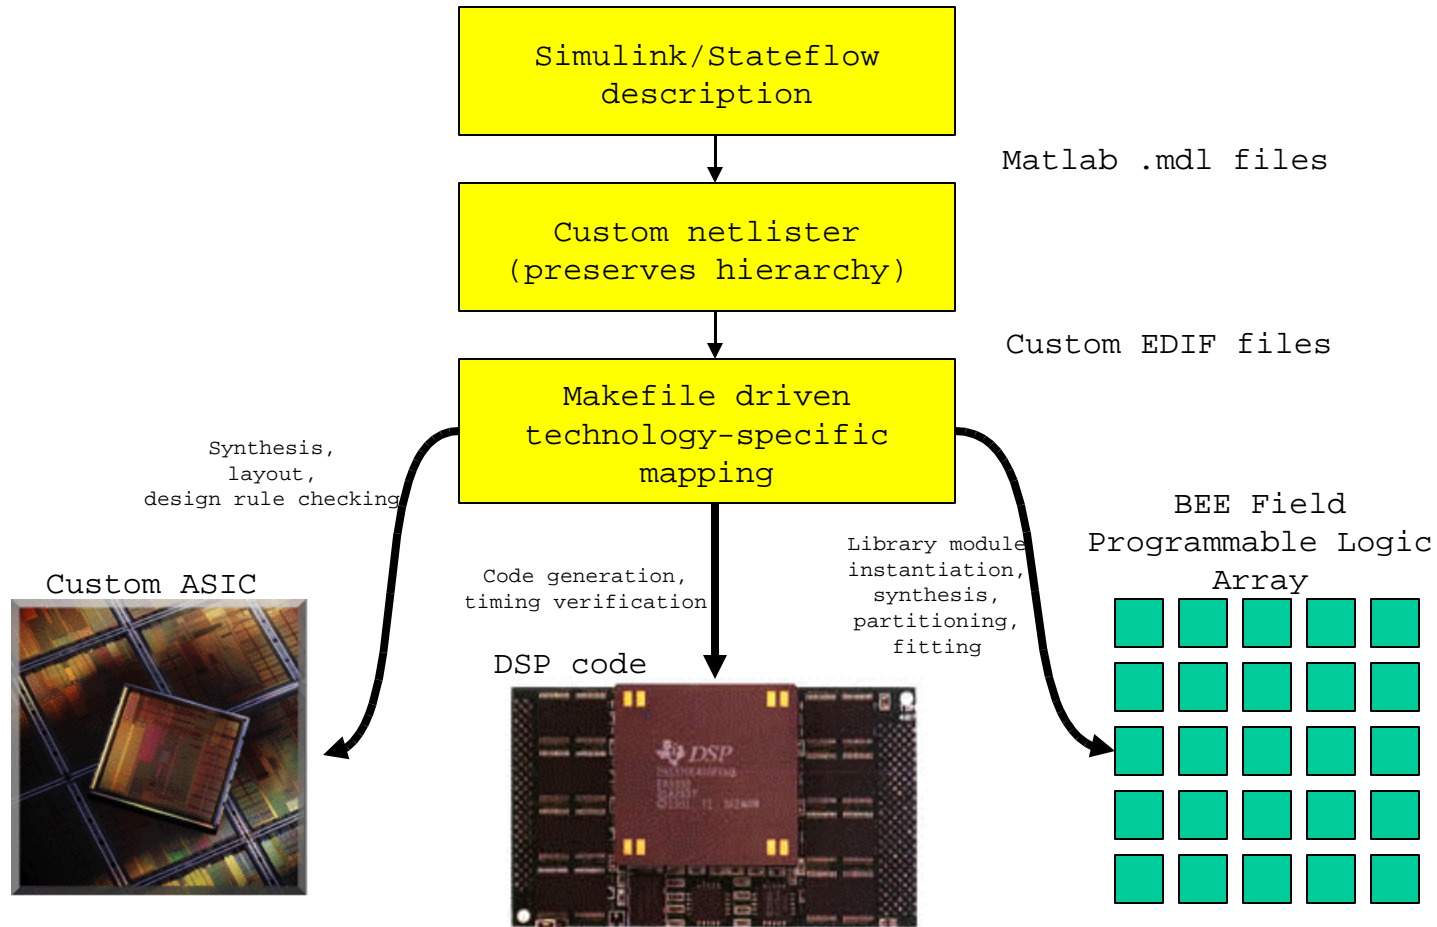 Simulink/Stateflow
description
Matlab .mdl files
Custom netlister
(preserves hierarchy)
Custom EDIF files
Makefile driven
technology-specific
mapping
Synthesis,
layout,
design rule checking
Custom ASIC
Code generation,
timing verification
DSP code
DSP
Library module
instantiation,
synthesis,
partitioning,
fitting
BEE Field
Programmable Logic
Array